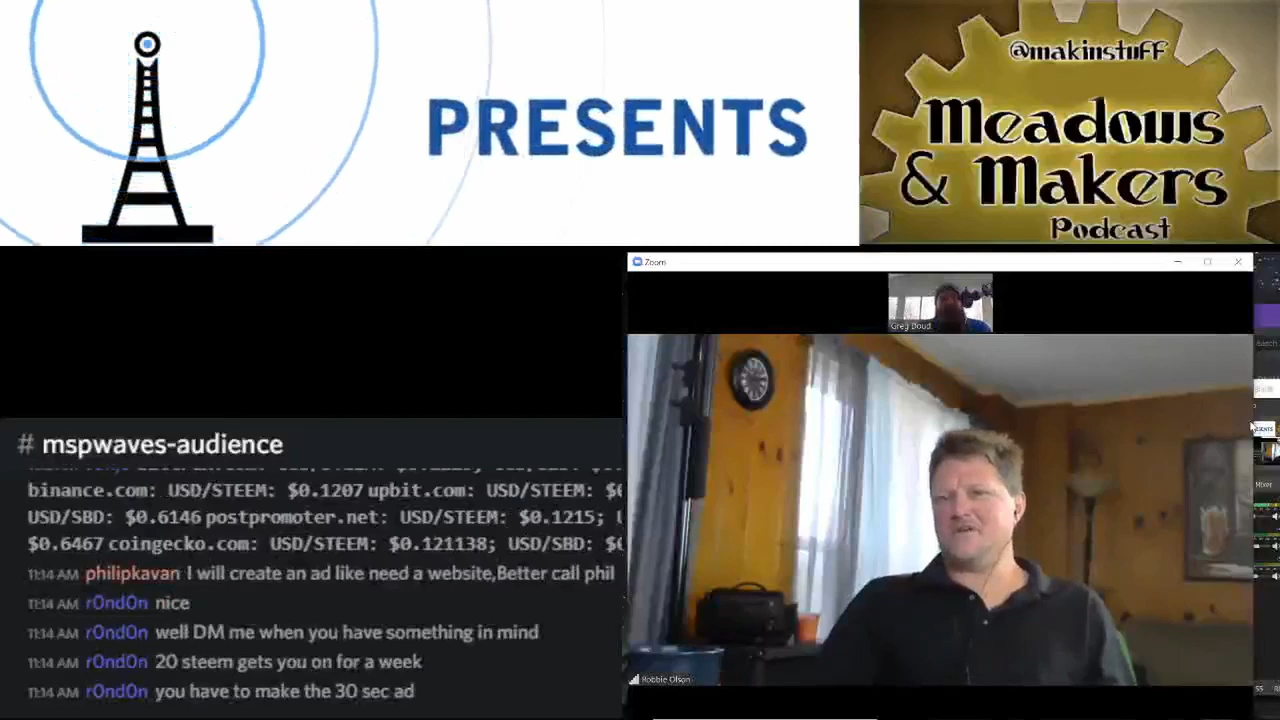 PRESENTS
@makinstuff
Meadows
& Makers
Podcast
Zoom
Greg Doud
# mspwaves-audience
binance.com: USD/STEEM: $0.1207 upbit.com: USD/STEEM:
USD/SBD: $0.6146 postpromoter.net: USD/STEEM: $0.1215;
$0.6467 coingecko.com: USD/STEEM: $0.121138; USD/SBD:
11:14 AM philipkavan I will create an ad like need a website,Better call phil
11:14 AM r0nd0n nice
11:14 AM r0nd0n well DM me when you have something in mind
11:14 AM r0nd0n 20 steem gets you on for a week
11:14 AM r0nd0n you have to make the 30 sec ad
Robbie Olson
Mixer